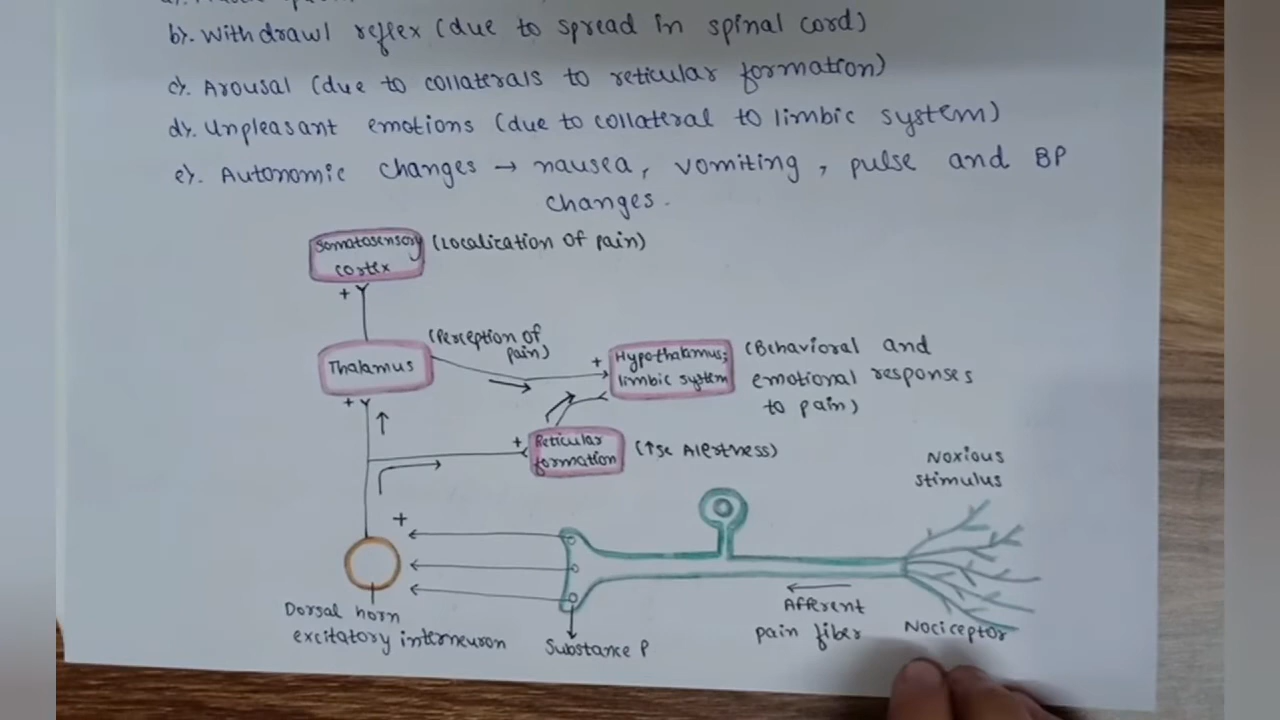 b). Withdrawl reflex (due to spread in spinal cord)
c). Arousal (due to collaterals to reticular formation)
d). Unpleasant emotions (due to collateral to limbic system)
e). Autonomic changes → nausea, vomiting, pulse and BP
changes.
Somatosensory
cortex
(Localization of pain)
+
Thalamus
(Perception of
pain)
+
Hypothalamus;
limbic system
(Behavioral and
emotional responses
to pain)
+
+
Reticular
formation
(↑se Alertness)
Noxious
stimulus
+
Dorsal horn
excitatory interneuron
Substance P
Afferent
pain fiber
Nociceptor